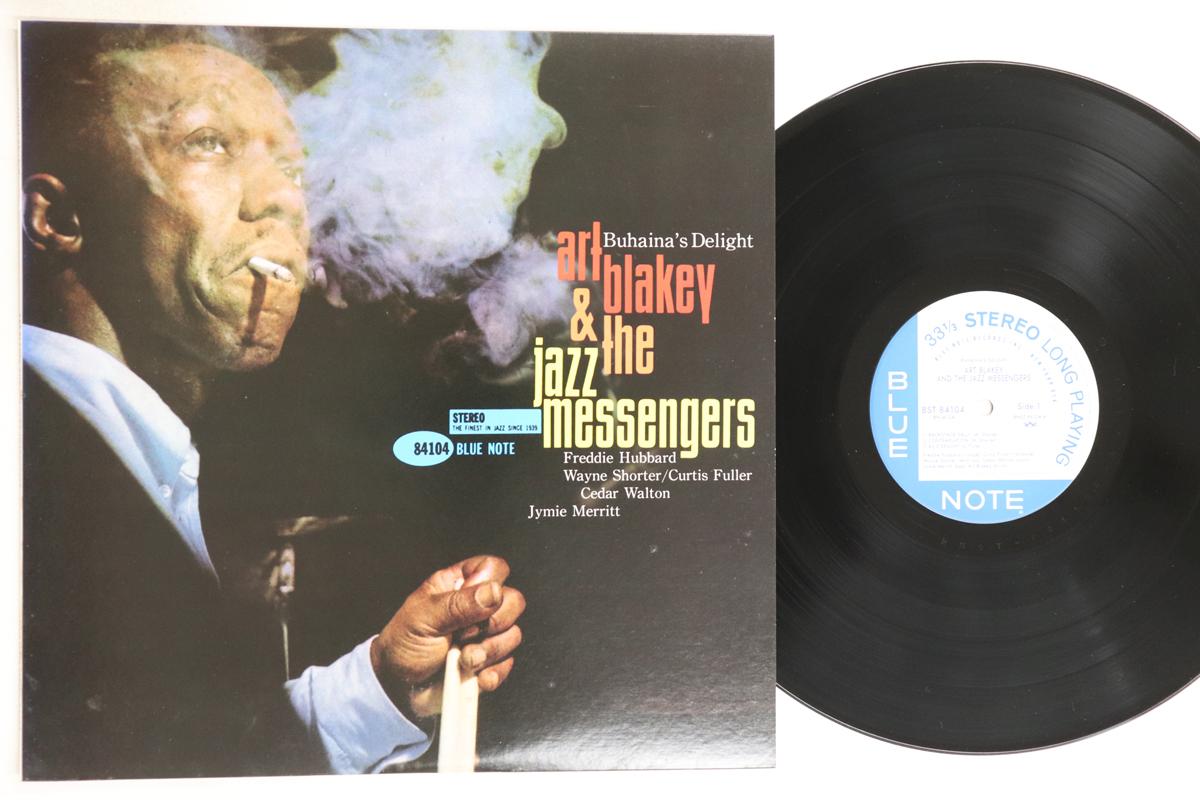 Buhaina's Delight
art
blakey
& the
jazz
messengers
STEREO
THE FINEST IN JAZZ SINCE 1939
84104 BLUE NOTE
Freddie Hubbard
Wayne Shorter/Curtis Fuller
Cedar Walton
Jymie Merritt
33 1/3 STEREO LONG PLAYING
ART BLAKEY
AND THE JAZZ MESSENGERS
BST 84104
Side 1
BLUE
NOTE